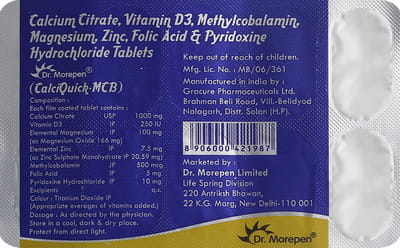 Calcium Citrate, Vitamin D3, Methylcobalamin,
Magnesium, Zinc, Folic Acid & Pyridoxine
Hydrochloride Tablets
Dr. Morepen
(CalciQuick-MCB)
Composition :
Each film coated tablet contains :
Calcium Citrate USP 1000 mg
Vitamin D3 IP 250 IU
Elemental Magnesium IP 100 mg
(as Magnesium Oxide 166 mg)
Elemental Zinc IP 7.5 mg
(as Zinc Sulphate Monohydrate IP 20.59 mg)
Methylcobalamin JP 500 mcg
Folic Acid IP 5 mg
Pyridoxine Hydrochloride IP 10 mg
Excipients q.s.
Colour : Titanium Dioxide IP
(Appropriate overages of vitamins added.)
Dosage : As directed by the physician.
Store in a cool, dark & dry place.
Protect from direct light.
Keep out of reach of children.
Mfg. Lic. No. : MB/06/361
Manufactured in India by :
Gracure Pharmaceuticals Ltd.
Brahman Beli Road, Vill.-Belidyod
Nalagorh, Distt. Solan (H.P.)
8 906000 421987
Marketed by :
Dr. Morepen Limited
Life Spring Division
220 Antriksh Bhawan,
22 K.G. Marg, New Delhi-110 001
Dr. Morepen